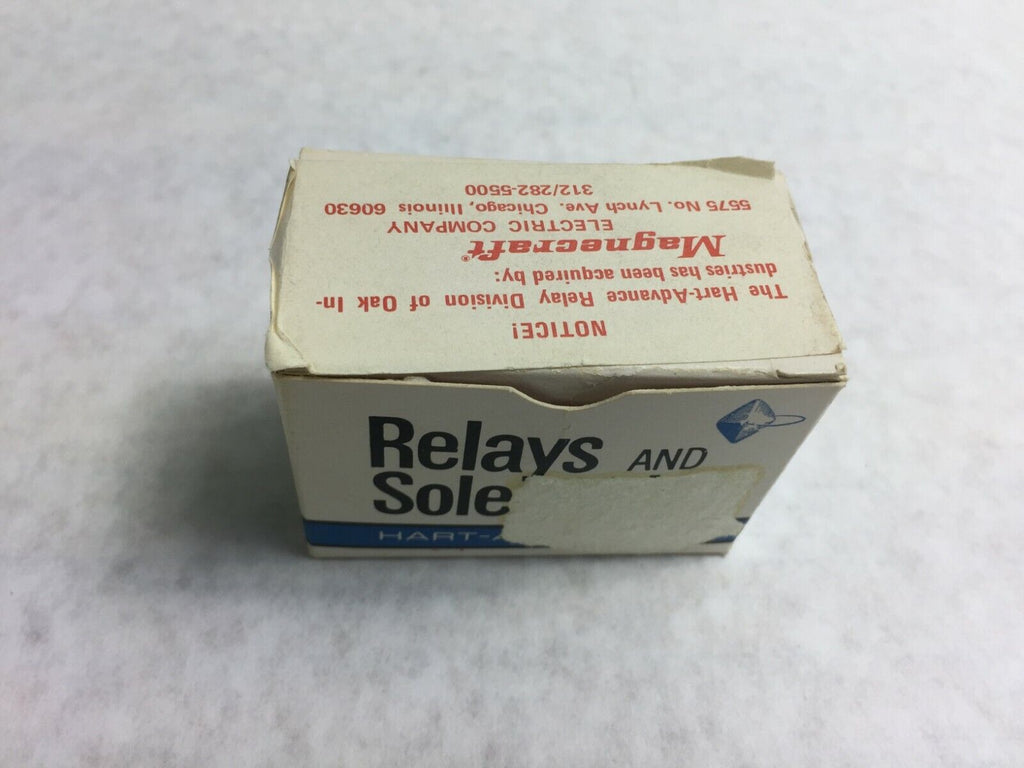 NOTICE!
The Hart-Advance Relay Division of Oak In-
dustries has been acquired by:
Magnecraft®
ELECTRIC COMPANY
5575 No. Lynch Ave. Chicago, Illinois 60630
312/282-5500
Relays AND
Sole
HART-